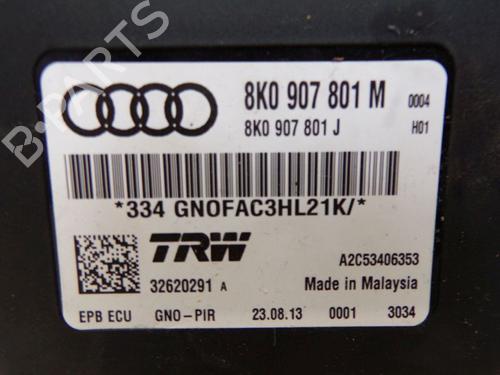 8K0 907 801 M 0004
8K0 907 801 J H01
*334 GNOFAC3HL21K/*
TRW A2C53406353
32620291 A Made in Malaysia
EPB ECU GNO-PIR 23.08.13 0001 3034
B-PARTS